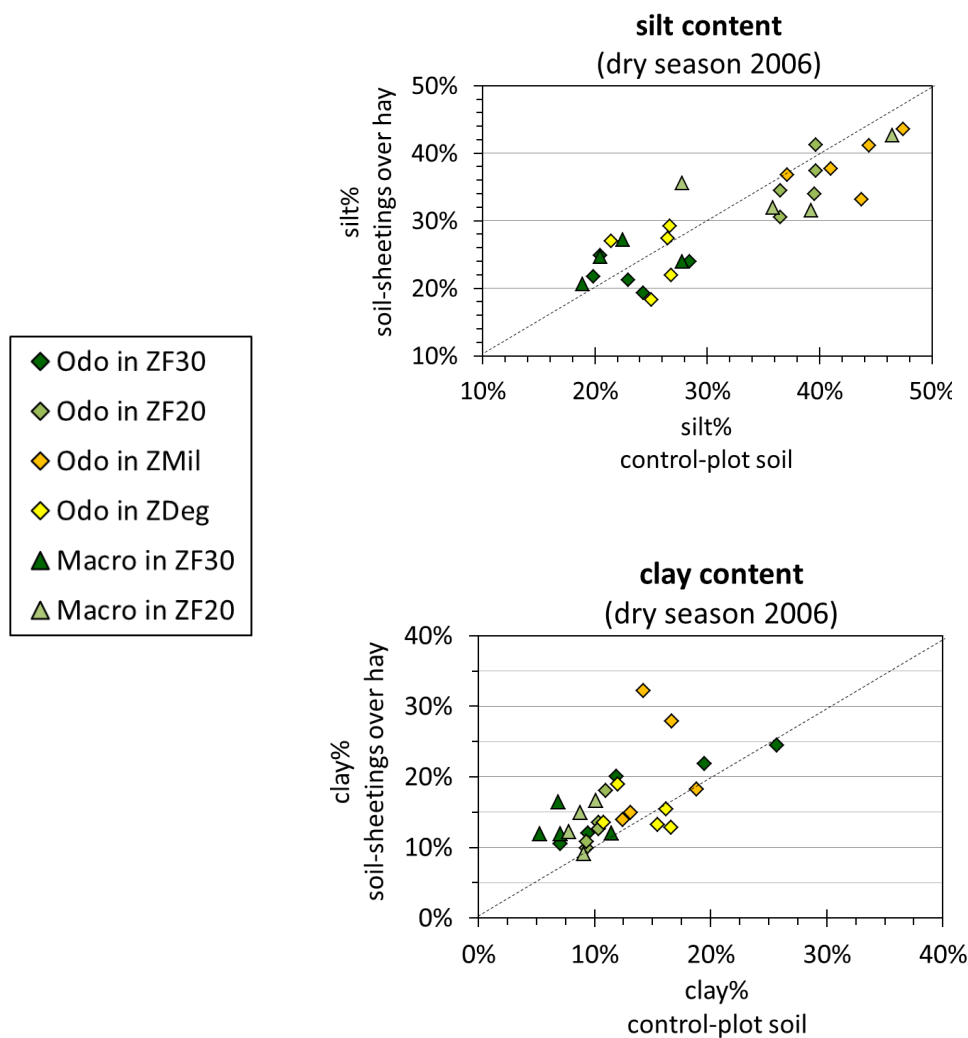 silt content
(dry season 2006)
50%
40%
30%
20%
10%
silt%
soil-sheetings over hay
10% 20% 30% 40% 50%
silt%
control-plot soil
Odo in ZF30
Odo in ZF20
Odo in ZMil
Odo in ZDeg
Macro in ZF30
Macro in ZF20
clay content
(dry season 2006)
40%
30%
20%
10%
0%
clay%
soil-sheetings over hay
0% 10% 20% 30% 40%
clay%
control-plot soil